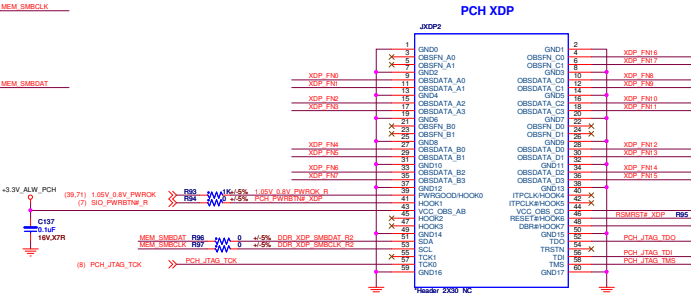 PCH XDP
MEM_SMBCLK
JXDP2
1 GND0 GND1 2
3 OBSFN_A0 OBSFN_C0 4 XDP_FN16
5 OBSFN_A1 OBSFN_C1 6 XDP_FN17
7 GND2 GND3 8
XDP_FN0 9 OBSDATA_A0 OBSDATA_C0 10 XDP_FN8
XDP_FN1 11 OBSDATA_A1 OBSDATA_C1 12 XDP_FN9
MEM_SMBDAT
13 GND4 GND5 14
XDP_FN2 15 OBSDATA_A2 OBSDATA_C2 16 XDP_FN10
XDP_FN3 17 OBSDATA_A3 OBSDATA_C3 18 XDP_FN11
19 GND6 GND7 20
21 OBSFN_B0 OBSFN_D0 22
23 OBSFN_B1 OBSFN_D1 24
25 GND8 GND9 26
XDP_FN4 27 OBSDATA_B0 OBSDATA_D0 28 XDP_FN12
XDP_FN5 29 OBSDATA_B1 OBSDATA_D1 30 XDP_FN13
31 GND10 GND11 32
XDP_FN6 33 OBSDATA_B2 OBSDATA_D2 34 XDP_FN14
XDP_FN7 35 OBSDATA_B3 OBSDATA_D3 36 XDP_FN15
37 GND12 GND13 38
+3.3V_ALW_PCH
(39,71) 1.05V_0.8V_PWROK R93 1K +/-5% 1.05V_0.8V_PWROK_R 39 PWRGOOD/HOOK0 ITPCLK/HOOK4 40
(7) SIO_PWRBTN#_R R94 0 +/-5% PCH_PWRBTN#_XDP 41 HOOK1 ITPCLK#/HOOK5 42
43 VCC_OBS_AB VCC_OBS_CD 44
45 HOOK2 RESET#/HOOK6 46 RSMRST#_XDP R95
47 HOOK3 DBR#/HOOK7 48
C137
0.1uF
16V,X7R
49 GND14 GND15 50
MEM_SMBDAT R96 0 +/-5% DDR_XDP_SMBDAT_R2 51 SDA TDO 52 PCH_JTAG_TDO
MEM_SMBCLK R97 0 +/-5% DDR_XDP_SMBCLK_R2 53 SCL TRSTN 54
55 TCK1 TDI 56 PCH_JTAG_TDI
(8) PCH_JTAG_TCK PCH_JTAG_TCK 57 TCK0 TMS 58 PCH_JTAG_TMS
59 GND16 GND17 60
*Header_2X30_NC